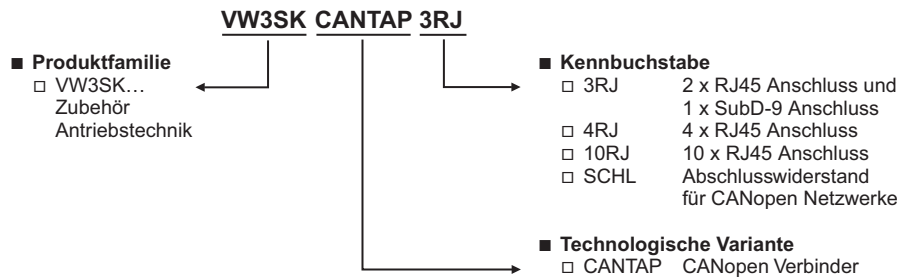 VW3SK CANTAP 3RJ
■ Produktfamilie
□ VW3SK…
Zubehör
Antriebstechnik
■ Kennbuchstabe
□ 3RJ 2 x RJ45 Anschluss und
1 x SubD-9 Anschluss
□ 4RJ 4 x RJ45 Anschluss
□ 10RJ 10 x RJ45 Anschluss
□ SCHL Abschlusswiderstand
für CANopen Netzwerke
■ Technologische Variante
□ CANTAP CANopen Verbinder